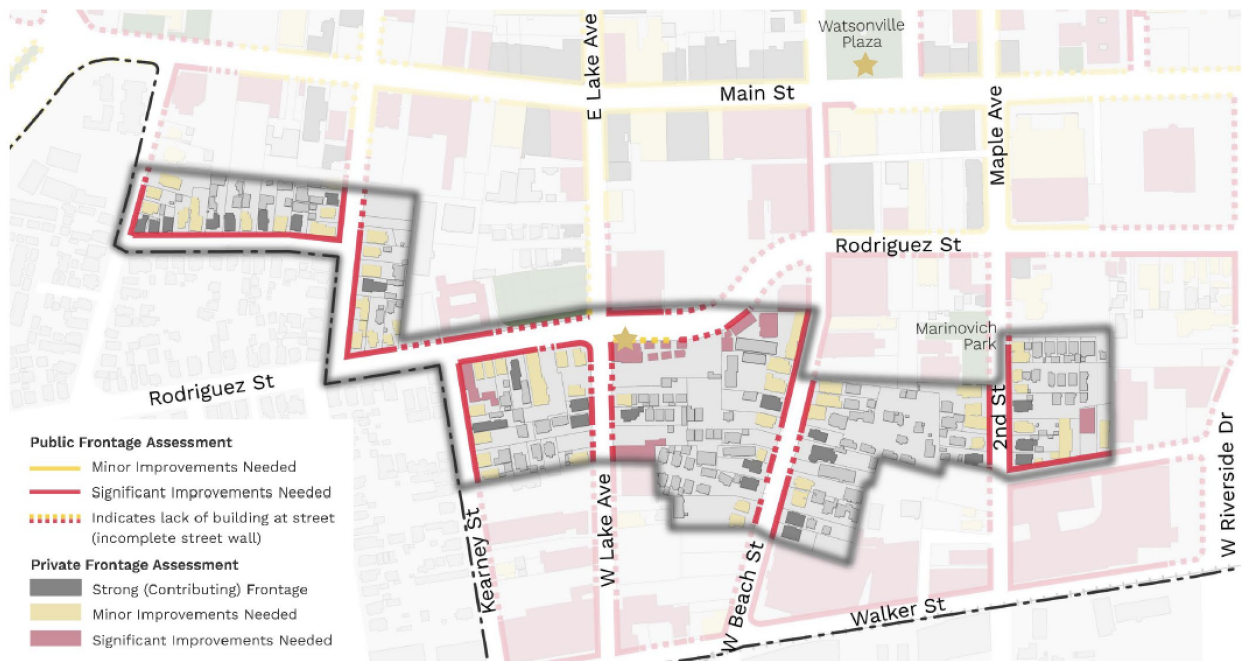 Watsonville
Plaza
E Lake Ave
Main St
Maple Ave
Rodriguez St
Marinovich
Park
Rodriguez St
2nd St
W Riverside Dr
Public Frontage Assessment
Minor Improvements Needed
Significant Improvements Needed
Indicates lack of building at street
(incomplete street wall)
Private Frontage Assessment
Strong (Contributing) Frontage
Minor Improvements Needed
Significant Improvements Needed
Kearney St
W Lake Ave
W Beach St
Walker St